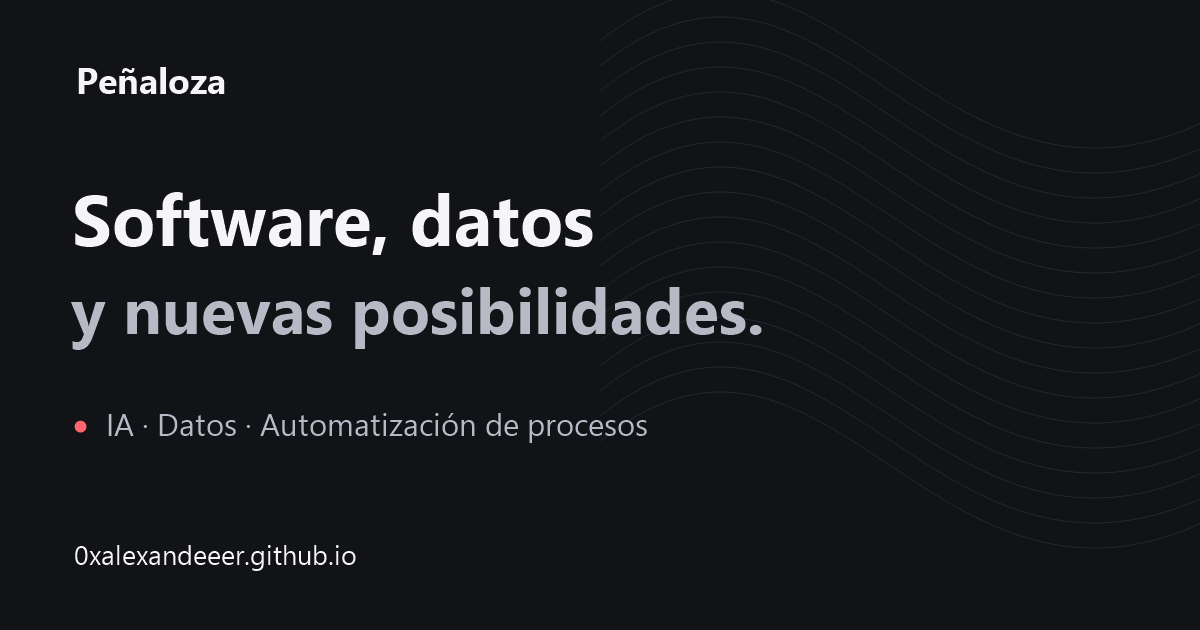 Peñaloza
Software, datos
y nuevas posibilidades.
IA · Datos · Automatización de procesos
0xalexandeeer.github.io